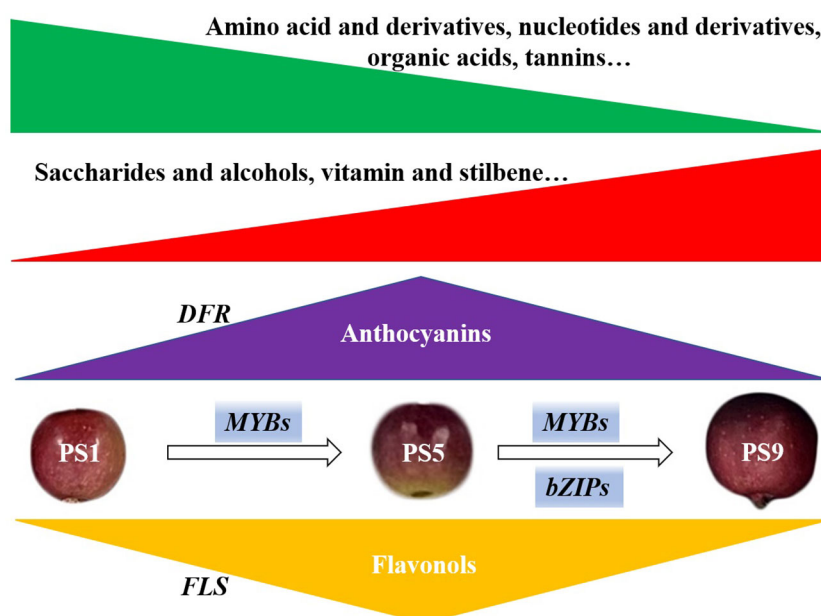 Amino acid and derivatives, nucleotides and derivatives,
organic acids, tannins…
Saccharides and alcohols, vitamin and stilbene…
DFR
Anthocyanins
MYBs
MYBs
PS1
PS5
PS9
bZIPs
Flavonols
FLS